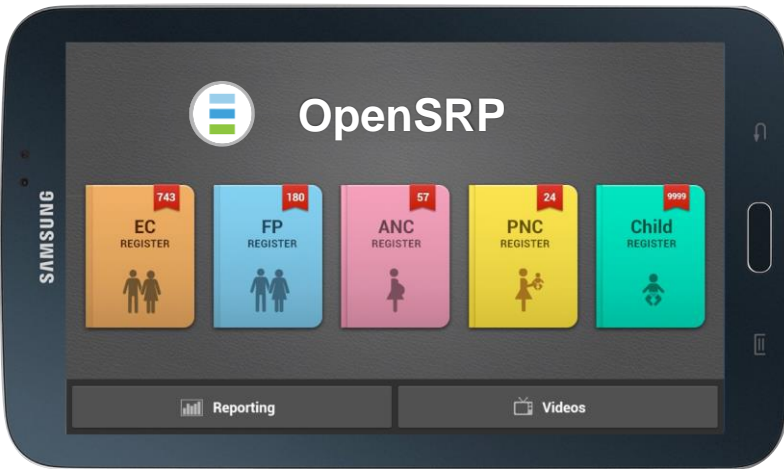 OpenSRP
743
EC
REGISTER
180
FP
REGISTER
57
ANC
REGISTER
24
PNC
REGISTER
9999
Child
REGISTER
Reporting
Videos
SAMSUNG